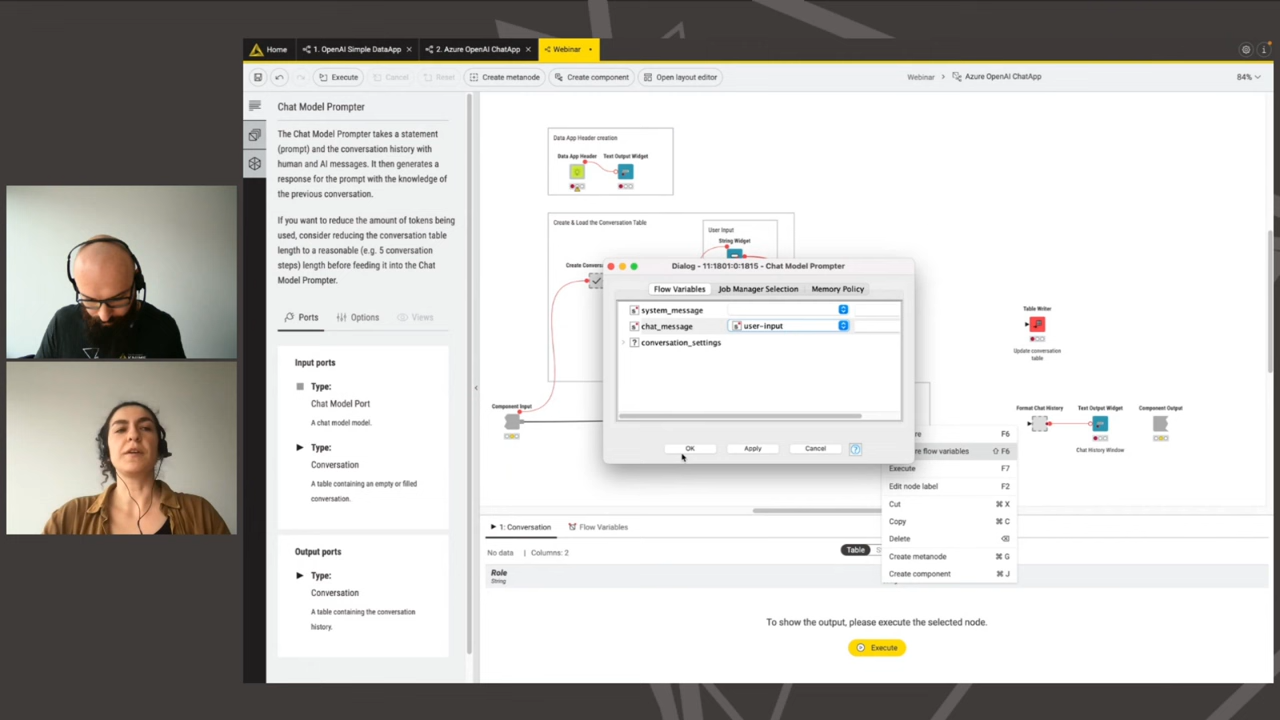 Home
1. OpenAI Simple DataApp
2. Azure OpenAI ChatApp
Webinar
Execute
Cancel
Reset
Create metanode
Create component
Open layout editor
Webinar
Azure OpenAI ChatApp
84%
Chat Model Prompter
The Chat Model Prompter takes a statement
(prompt) and the conversation history with
human and AI messages. It then generates a
response for the prompt with the knowledge of
the previous conversation.
If you want to reduce the amount of tokens being
used, consider reducing the conversation table
length to a reasonable (e.g. 5 conversation
steps) length before feeding it into the Chat
Model Prompter.
Ports
Options
Views
Input ports
Type:
Chat Model Port
A chat model model.
Type:
Conversation
A table containing an empty or filled
conversation.
Output ports
Type:
Conversation
A table containing the conversation
history.
Data App Header creation
Data App Header
Text Output Widget
Create & Load the Conversation Table
User Input
String Widget
Component Input
Dialog - 11:1801:0:1815 - Chat Model Prompter
Flow Variables
Job Manager Selection
Memory Policy
system_message
chat_message
user-input
conversation_settings
OK
Apply
Cancel
Table Writer
Update conversation
table
Format Chat History
Text Output Widget
Component Output
Chat History Window
F6
flow variables
⇧ F6
Execute
F7
Edit node label
F2
Cut
⌘ X
Copy
⌘ C
Delete
Create metanode
⌘ G
Create component
⌘ J
1: Conversation
Flow Variables
No data | Columns: 2
Table
Role
String
To show the output, please execute the selected node.
Execute